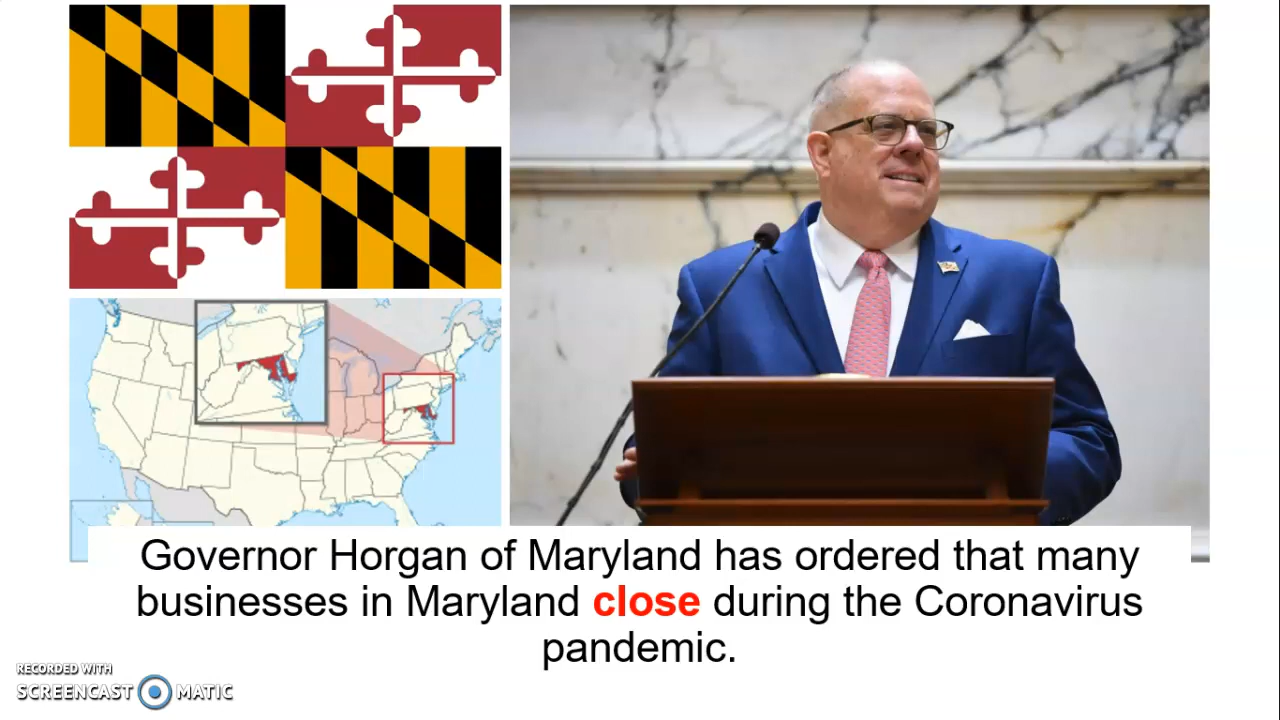 Governor Horgan of Maryland has ordered that many
businesses in Maryland close during the Coronavirus
pandemic.
RECORDED WITH
SCREENCAST MATIC